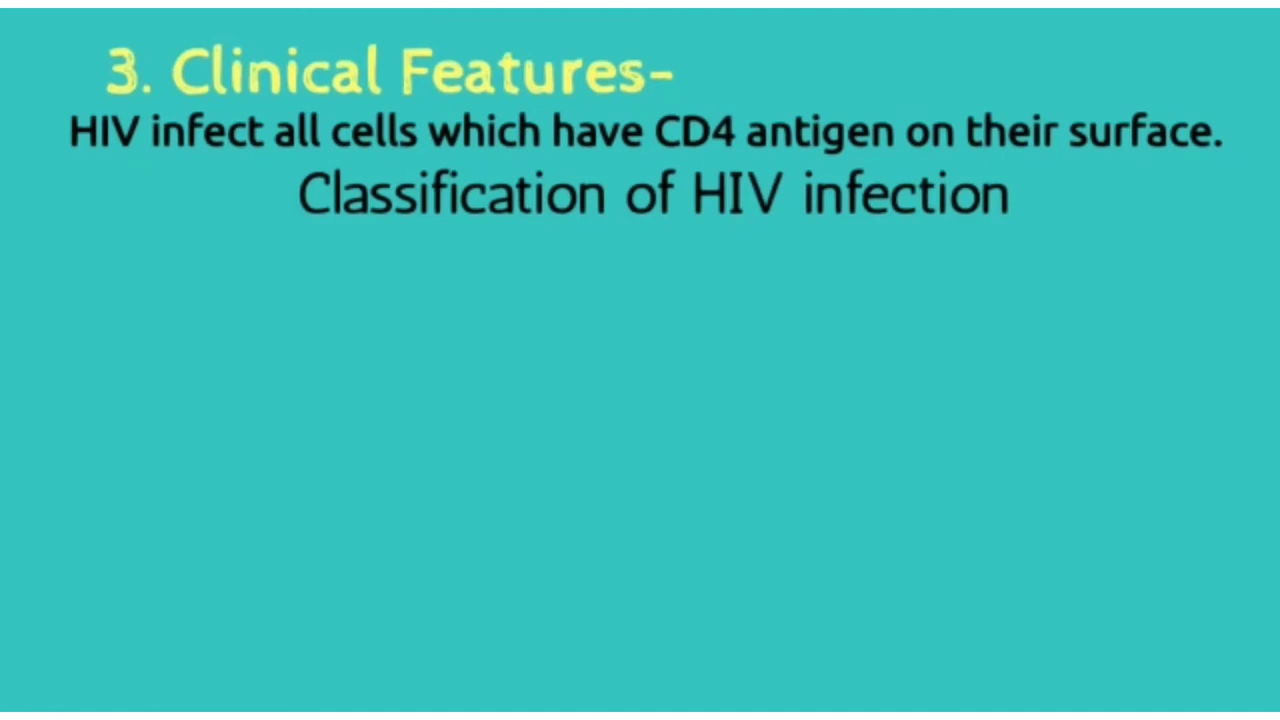 3. Clinical Features-
HIV infect all cells which have CD4 antigen on their surface.
Classification of HIV infection